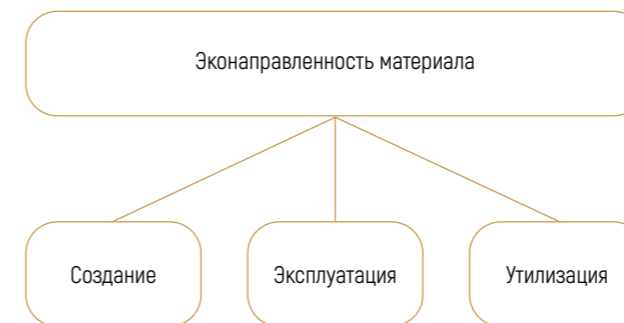 Эконаправленность материала
Создание
Эксплуатация
Утилизация